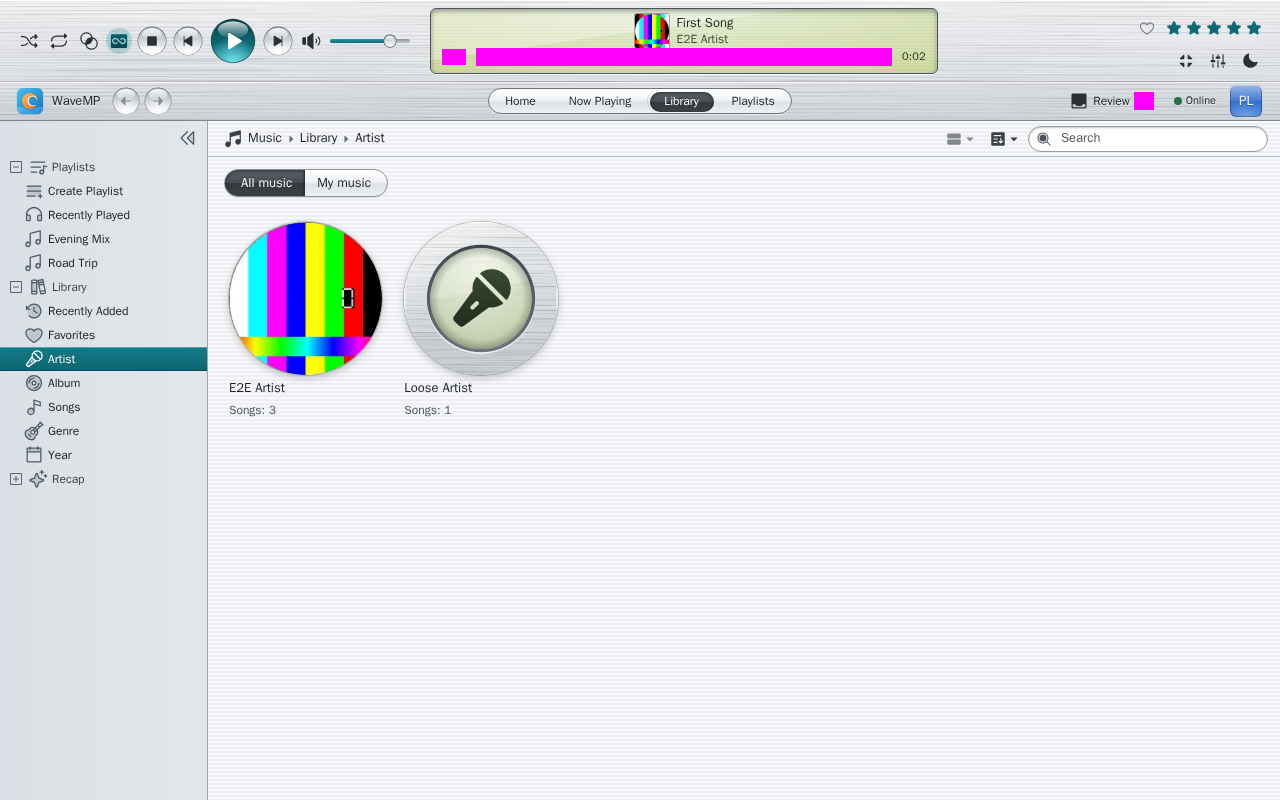 First Song
E2E Artist
0:02
WaveMP
Home
Now Playing
Library
Playlists
Review
Online
PL
Music
Library
Artist
Search
Playlists
Create Playlist
Recently Played
Evening Mix
Road Trip
Library
Recently Added
Favorites
Artist
Album
Songs
Genre
Year
Recap
All music
My music
E2E Artist
Songs: 3
Loose Artist
Songs: 1